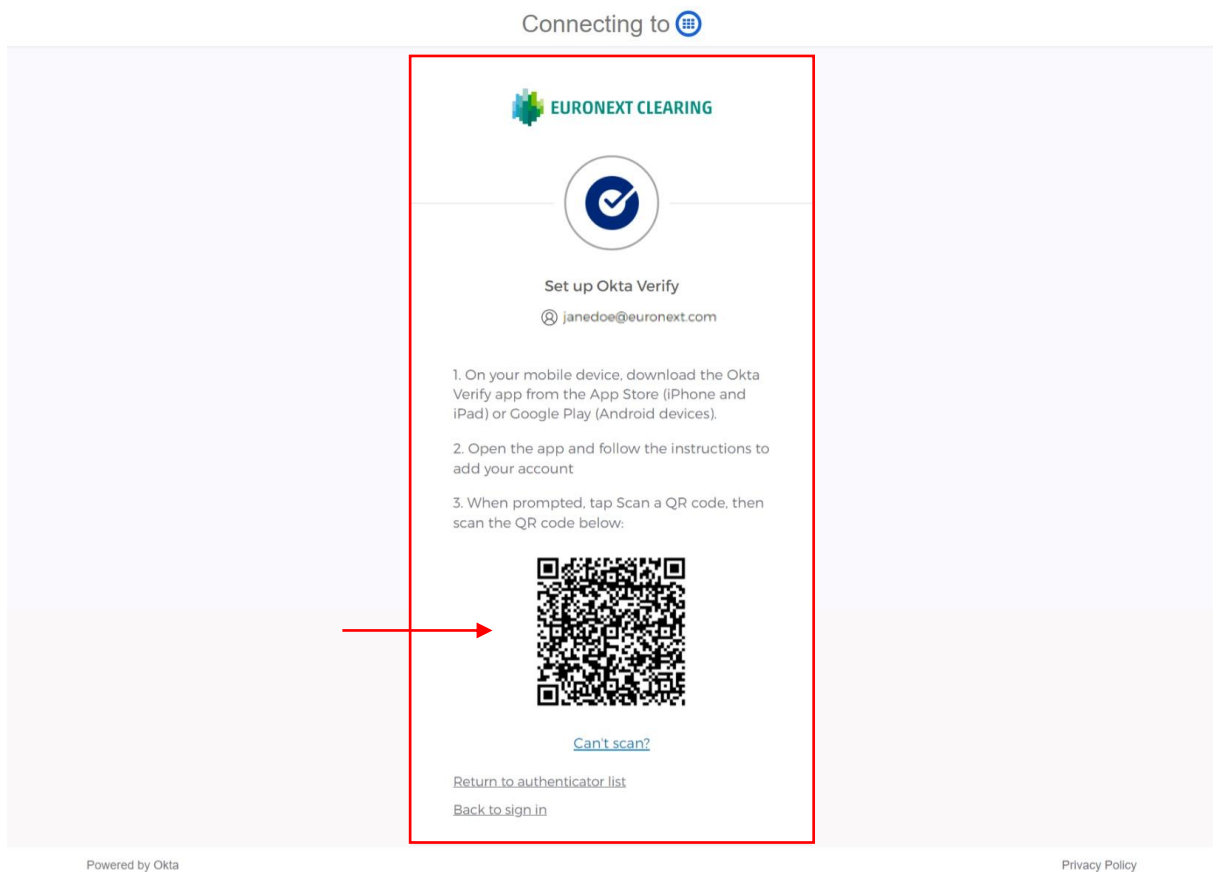 Connecting to
EURONEXT CLEARING
Set up Okta Verify
janedoe@euronext.com
1. On your mobile device, download the Okta
Verify app from the App Store (iPhone and
iPad) or Google Play (Android devices).
2. Open the app and follow the instructions to
add your account
3. When prompted, tap Scan a QR code, then
scan the QR code below:
Can't scan?
Return to authenticator list
Back to sign in
Powered by Okta
Privacy Policy